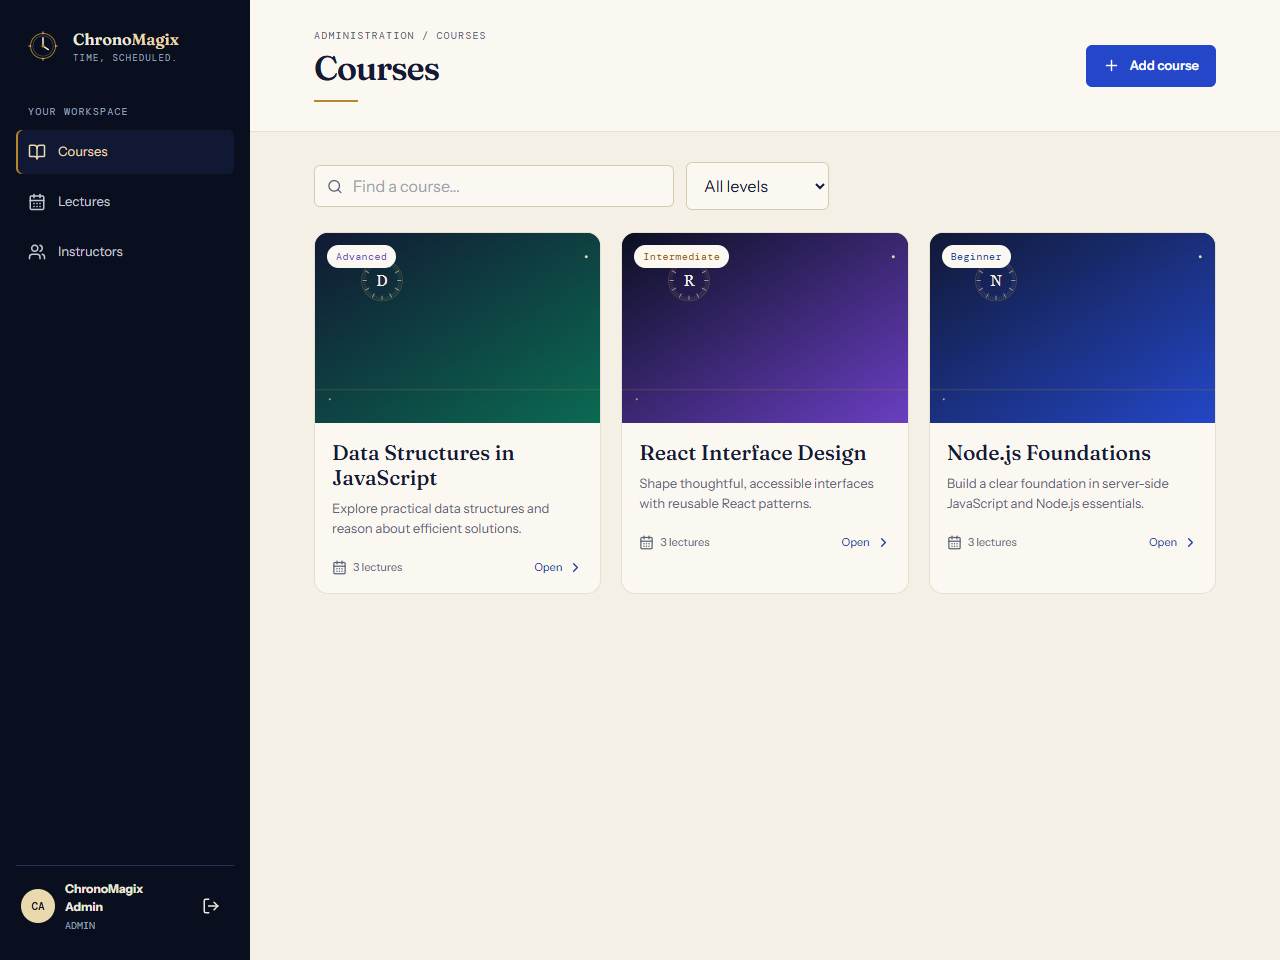 ChronoMagix
TIME, SCHEDULED.
YOUR WORKSPACE
Courses
Lectures
Instructors
ChronoMagix
Admin
CA
ADMIN
ADMINISTRATION / COURSES
Courses
Add course
Find a course...
All levels
Advanced
D
Data Structures in
JavaScript
Explore practical data structures and
reason about efficient solutions.
3 lectures
Open
Intermediate
R
React Interface Design
Shape thoughtful, accessible interfaces
with reusable React patterns.
3 lectures
Open
Beginner
N
Node.js Foundations
Build a clear foundation in server-side
JavaScript and Node.js essentials.
3 lectures
Open